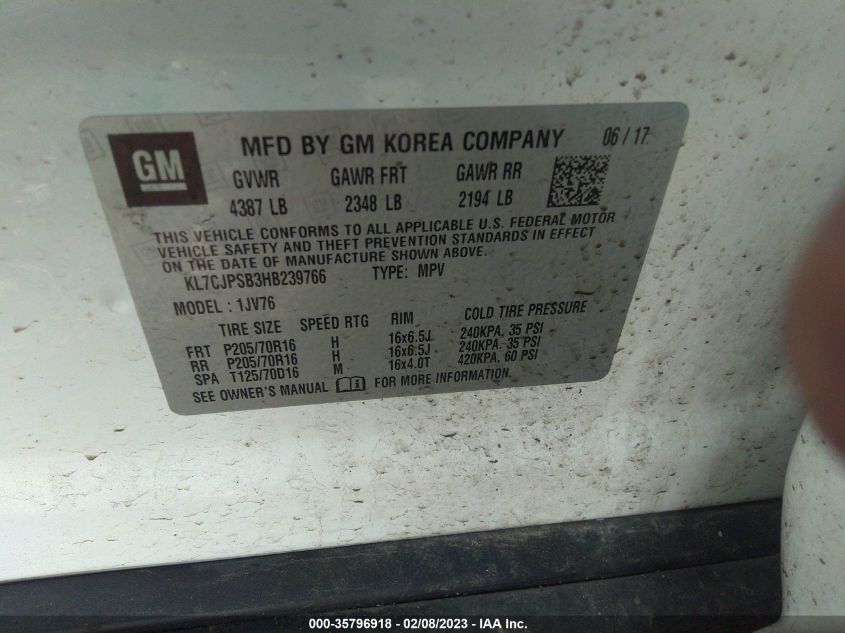 GM
MFD BY GM KOREA COMPANY 06 / 17
GVWR GAWR FRT GAWR RR
4387 LB 2348 LB 2194 LB
THIS VEHICLE CONFORMS TO ALL APPLICABLE U.S. FEDERAL MOTOR
VEHICLE SAFETY AND THEFT PREVENTION STANDARDS IN EFFECT
ON THE DATE OF MANUFACTURE SHOWN ABOVE.
KL7CJPSB3HB239766 TYPE: MPV
MODEL : 1JV76
TIRE SIZE SPEED RTG RIM COLD TIRE PRESSURE
FRT P205/70R16 H 16x6.5J 240KPA, 35 PSI
RR P205/70R16 H 16x6.5J 240KPA, 35 PSI
SPA T125/70D16 M 16x4.0T 420KPA, 60 PSI
SEE OWNER'S MANUAL FOR MORE INFORMATION.
000-35796918 - 02/08/2023 - IAA Inc.